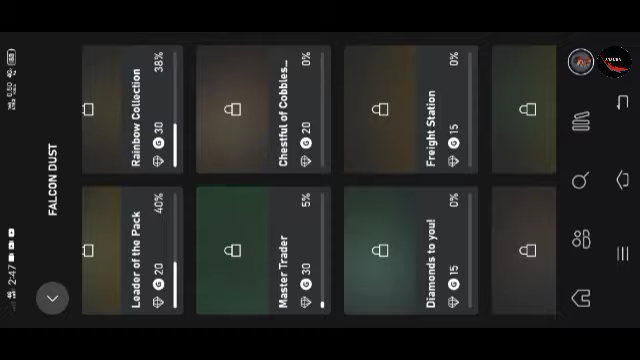 2:47
FALCON DUST
Leader of the Pack
G 20
40%
Rainbow Collection
G 30
38%
Master Trader
G 30
5%
Chestful of Cobbles...
G 20
0%
Diamonds to you!
G 15
0%
Freight Station
G 15
0%